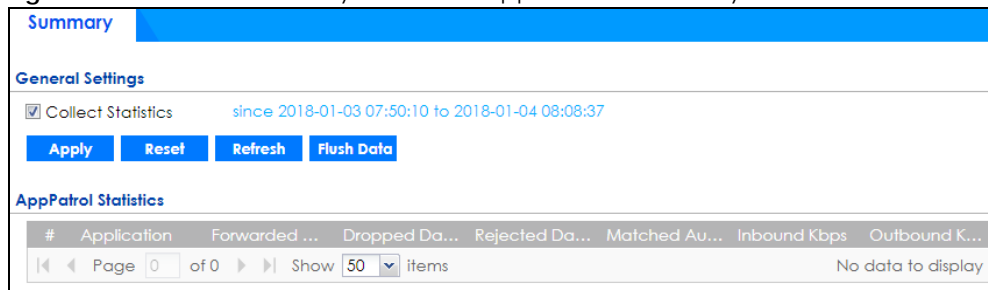 Summary
General Settings
Collect Statistics since 2018-01-03 07:50:10 to 2018-01-04 08:08:37
Apply Reset Refresh Flush Data
AppPatrol Statistics
# Application Forwarded ... Dropped Da... Rejected Da... Matched Au... Inbound Kbps Outbound K...
Page 0 of 0 Show 50 items No data to display